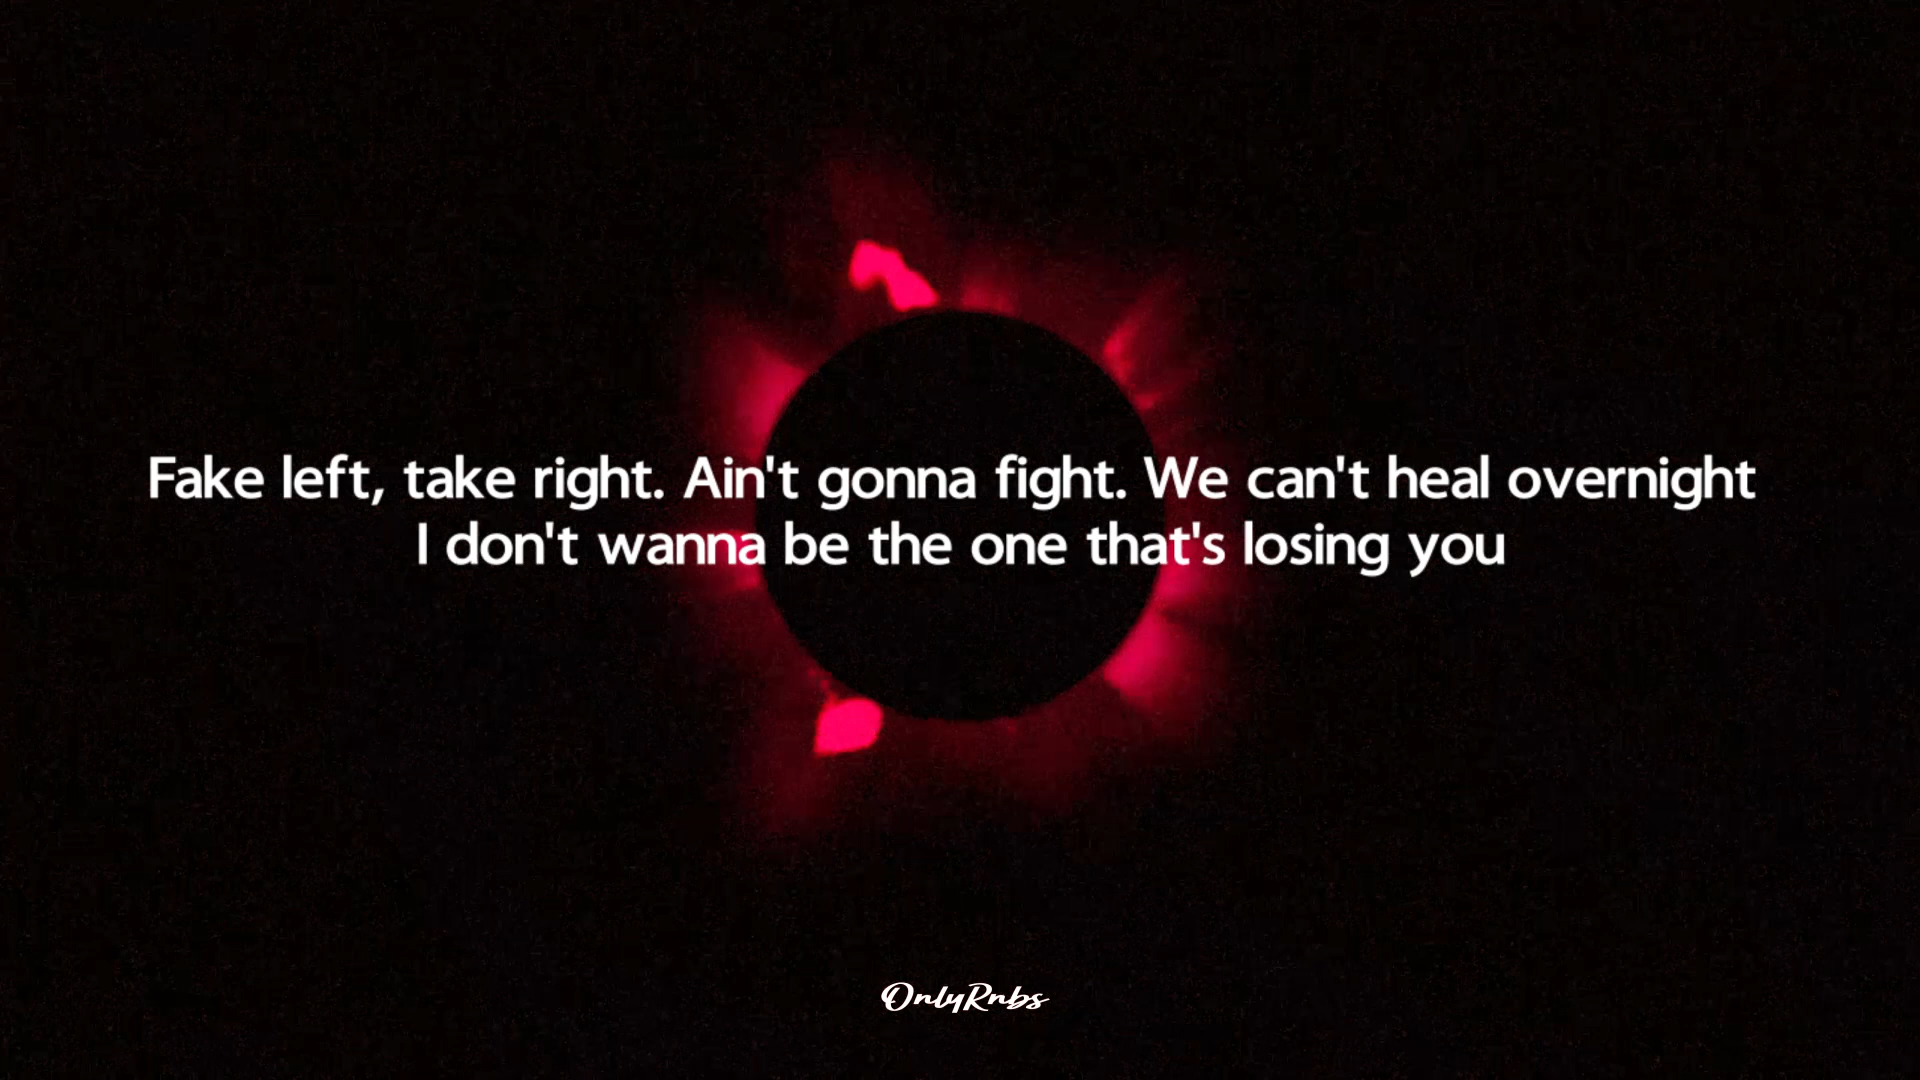 Fake left, take right. Ain't gonna fight. We can't heal overnight
I don't wanna be the one that's losing you
OnlyRnbs